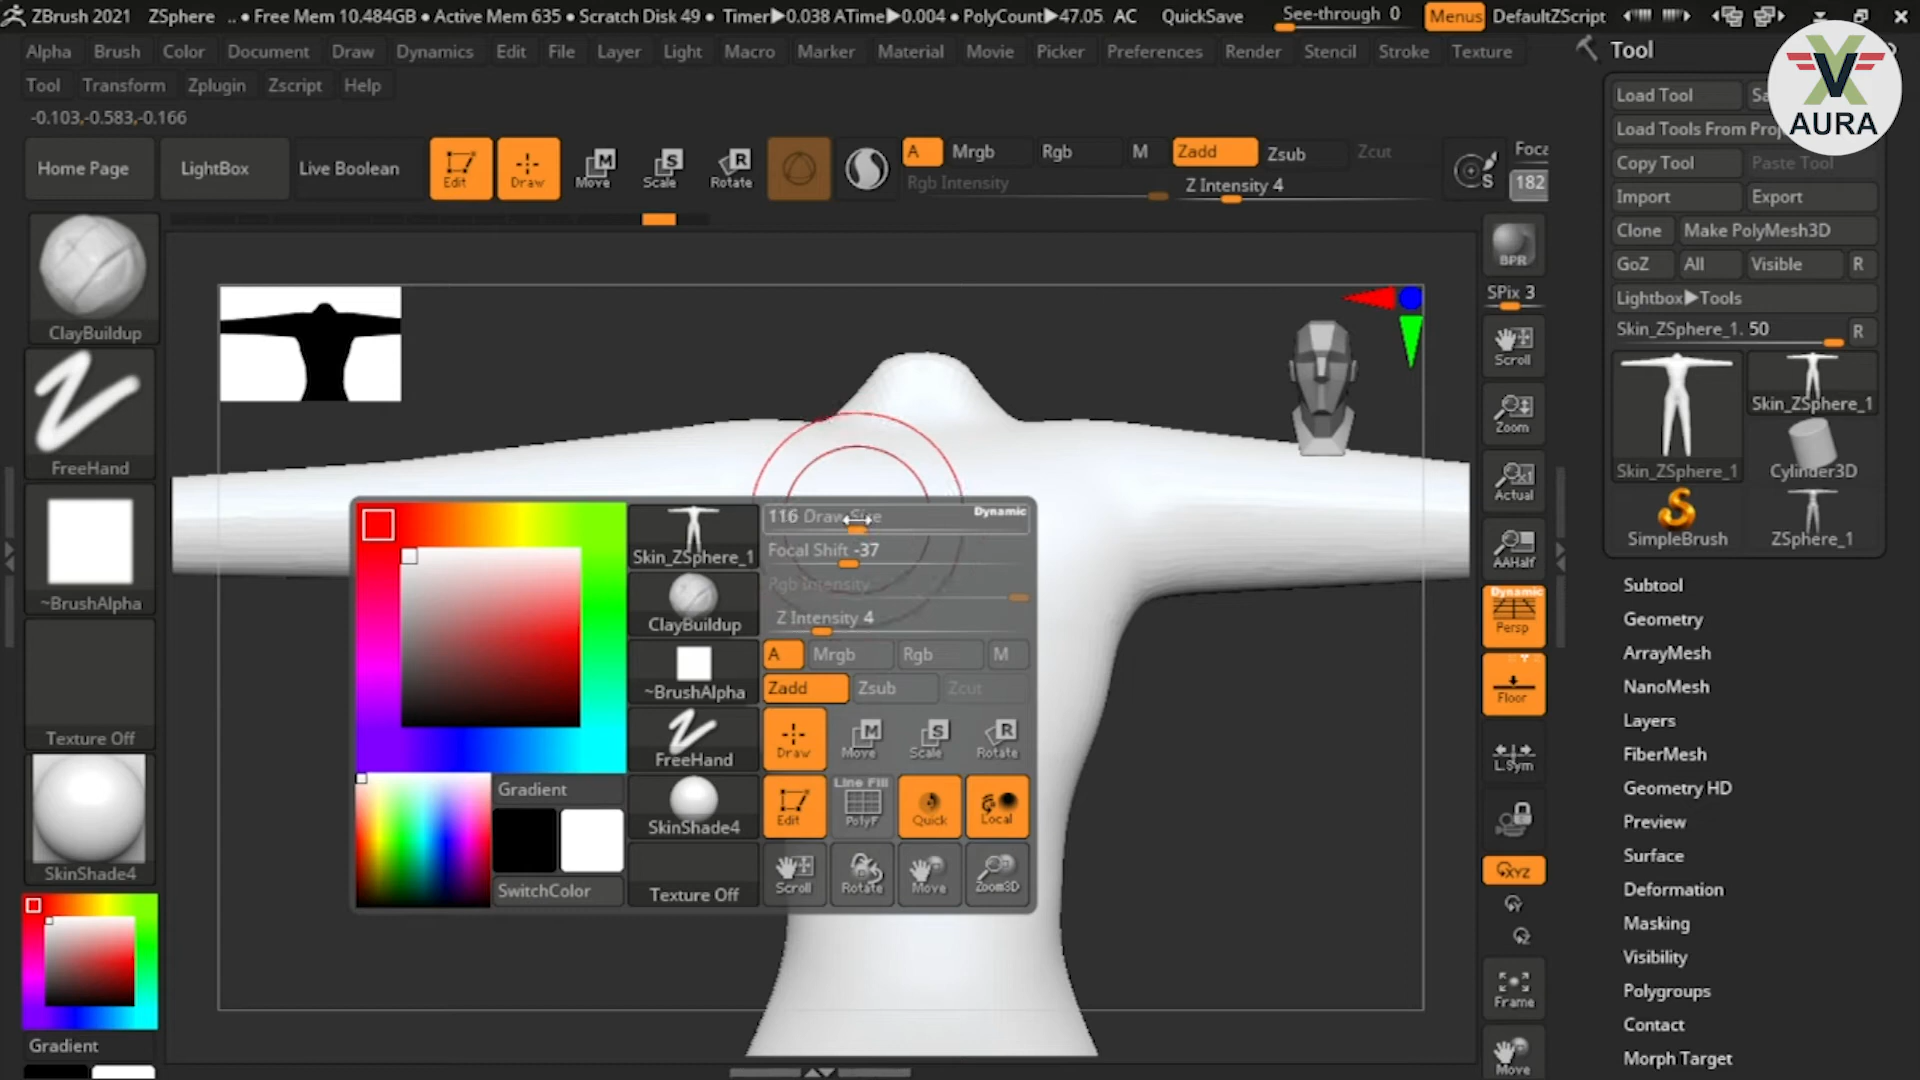 ZBrush 2021 ZSphere .. • Free Mem 10.484GB • Active Mem 635 • Scratch Disk 49 • Timer▶0.038 ATime▶0.004 • PolyCount▶47.05 AC QuickSave See-through 0 Menus DefaultZScript
Alpha Brush Color Document Draw Dynamics Edit File Layer Light Macro Marker Material Movie Picker Preferences Render Stencil Stroke Texture
Tool Transform Zplugin Zscript Help
-0.103,-0.583,-0.166
Home Page LightBox Live Boolean Edit Draw Move Scale Rotate
M S R
A Mrgb Rgb M Zadd Zsub Zcut
Rgb Intensity Z Intensity 4
S
Foca
182
ClayBuildup
FreeHand
~BrushAlpha
Texture Off
SkinShade4
Gradient
Gradient
SwitchColor
Skin_ZSphere_1
ClayBuildup
~BrushAlpha
FreeHand
SkinShade4
Texture Off
116 Draw Size Dynamic
Focal Shift -37
Rgb Intensity
Z Intensity 4
A Mrgb Rgb M
Zadd Zsub Zcut
M S R
Draw Move Scale Rotate
Line Fill
Edit PolyF Quick Local
Scroll Rotate Move Zoom3D
BPR
SPix 3
Scroll
Zoom
Actual
AAHalf
Dynamic
Persp
Floor
L.Sym
XYZ
Frame
Move
Tool
VX
AURA
Load Tool Sa
Load Tools From Proj
Copy Tool Paste Tool
Import Export
Clone Make PolyMesh3D
GoZ All Visible R
Lightbox▶Tools
Skin_ZSphere_1. 50 R
Skin_ZSphere_1
Skin_ZSphere_1 Cylinder3D
SimpleBrush ZSphere_1
Subtool
Geometry
ArrayMesh
NanoMesh
Layers
FiberMesh
Geometry HD
Preview
Surface
Deformation
Masking
Visibility
Polygroups
Contact
Morph Target